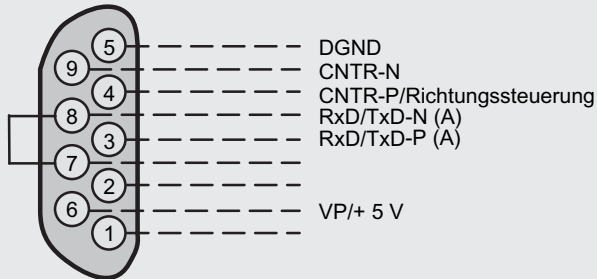 5 DGND
9 CNTR-N
4 CNTR-P/Richtungssteuerung
8 RxD/TxD-N (A)
3 RxD/TxD-P (A)
7
2
6 VP/+ 5 V
1